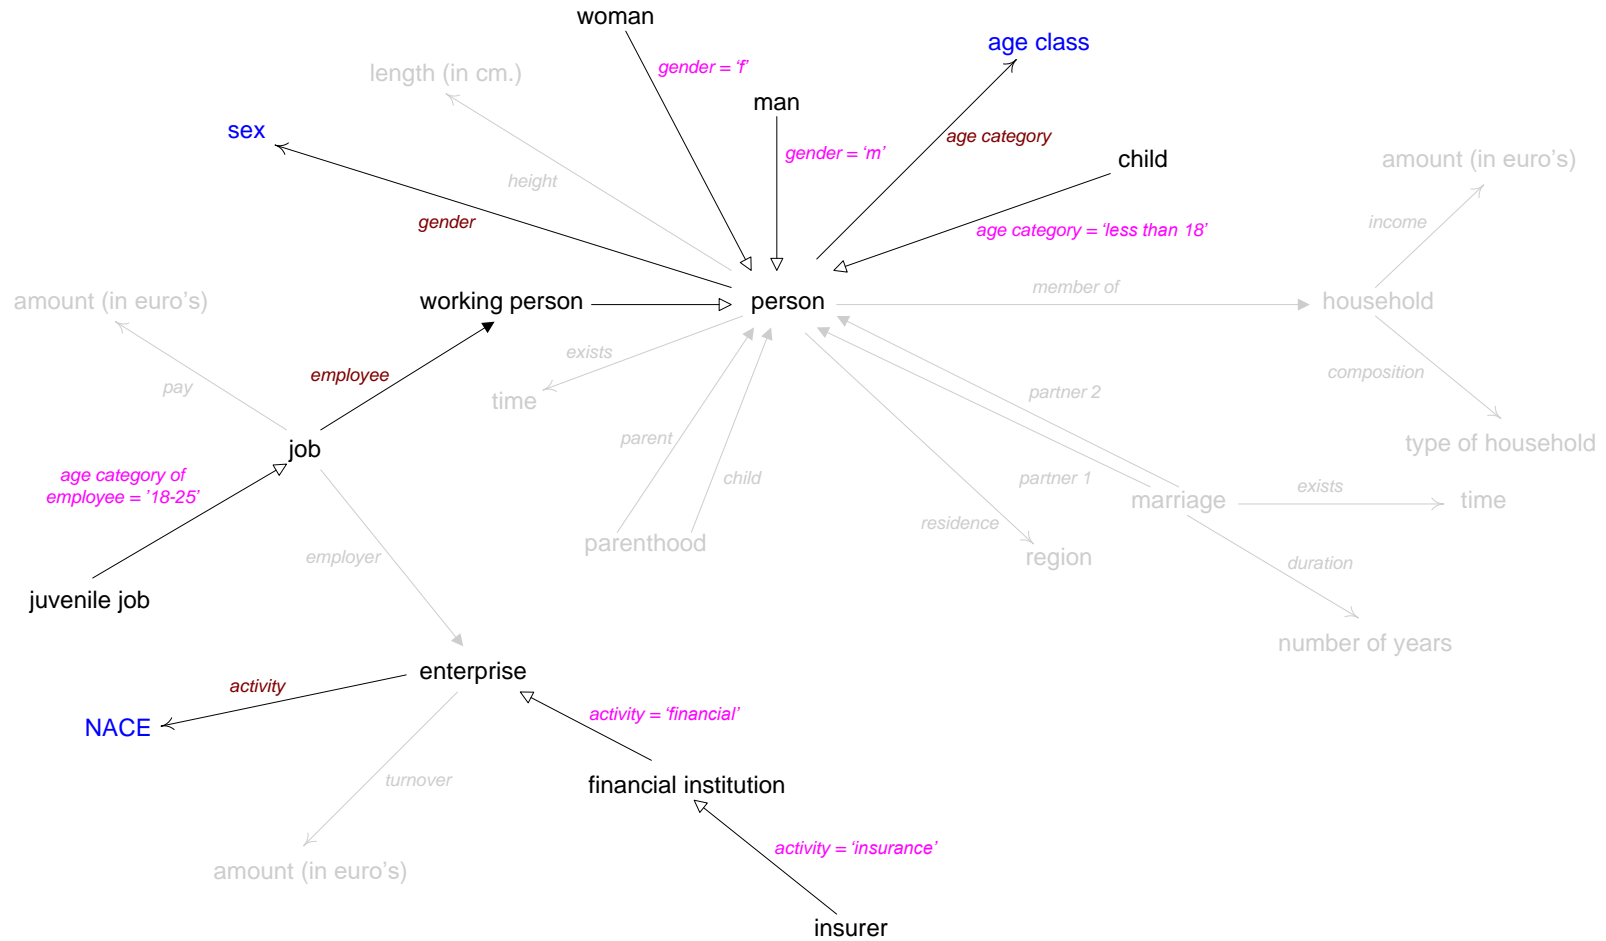 woman
age class
length (in cm.)
gender = ‘f’
man
sex
age category
gender = ‘m’
child
amount (in euro’s)
height
gender
age category = ‘less than 18’
income
member of
amount (in euro’s)
working person
person
household
exists
employee
composition
pay
time
partner 2
parent
type of household
job
child
partner 1
age category of
employee = ’18-25’
exists
marriage
time
residence
parenthood
employer
region
duration
juvenile job
number of years
enterprise
activity
activity = ‘financial’
NACE
turnover
financial institution
activity = ‘insurance’
amount (in euro’s)
insurer